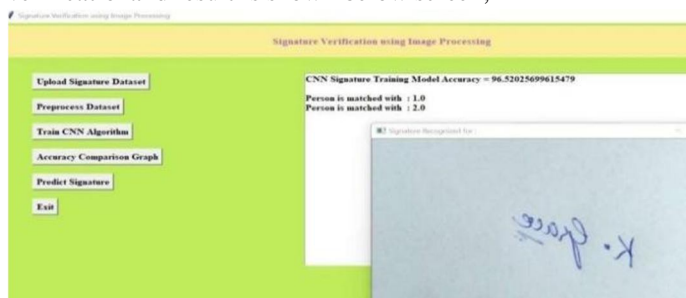 Signature Verification using Image Processing
Signature Verification using Image Processing
Upload Signature Dataset
Preprocess Dataset
Train CNN Algorithm
Accuracy Comparison Graph
Predict Signature
Exit
CNN Signature Training Model Accuracy = 96.52025699615479
Person is matched with : 1.0
Person is matched with : 2.0
Signature Recognized for :
K. Grace